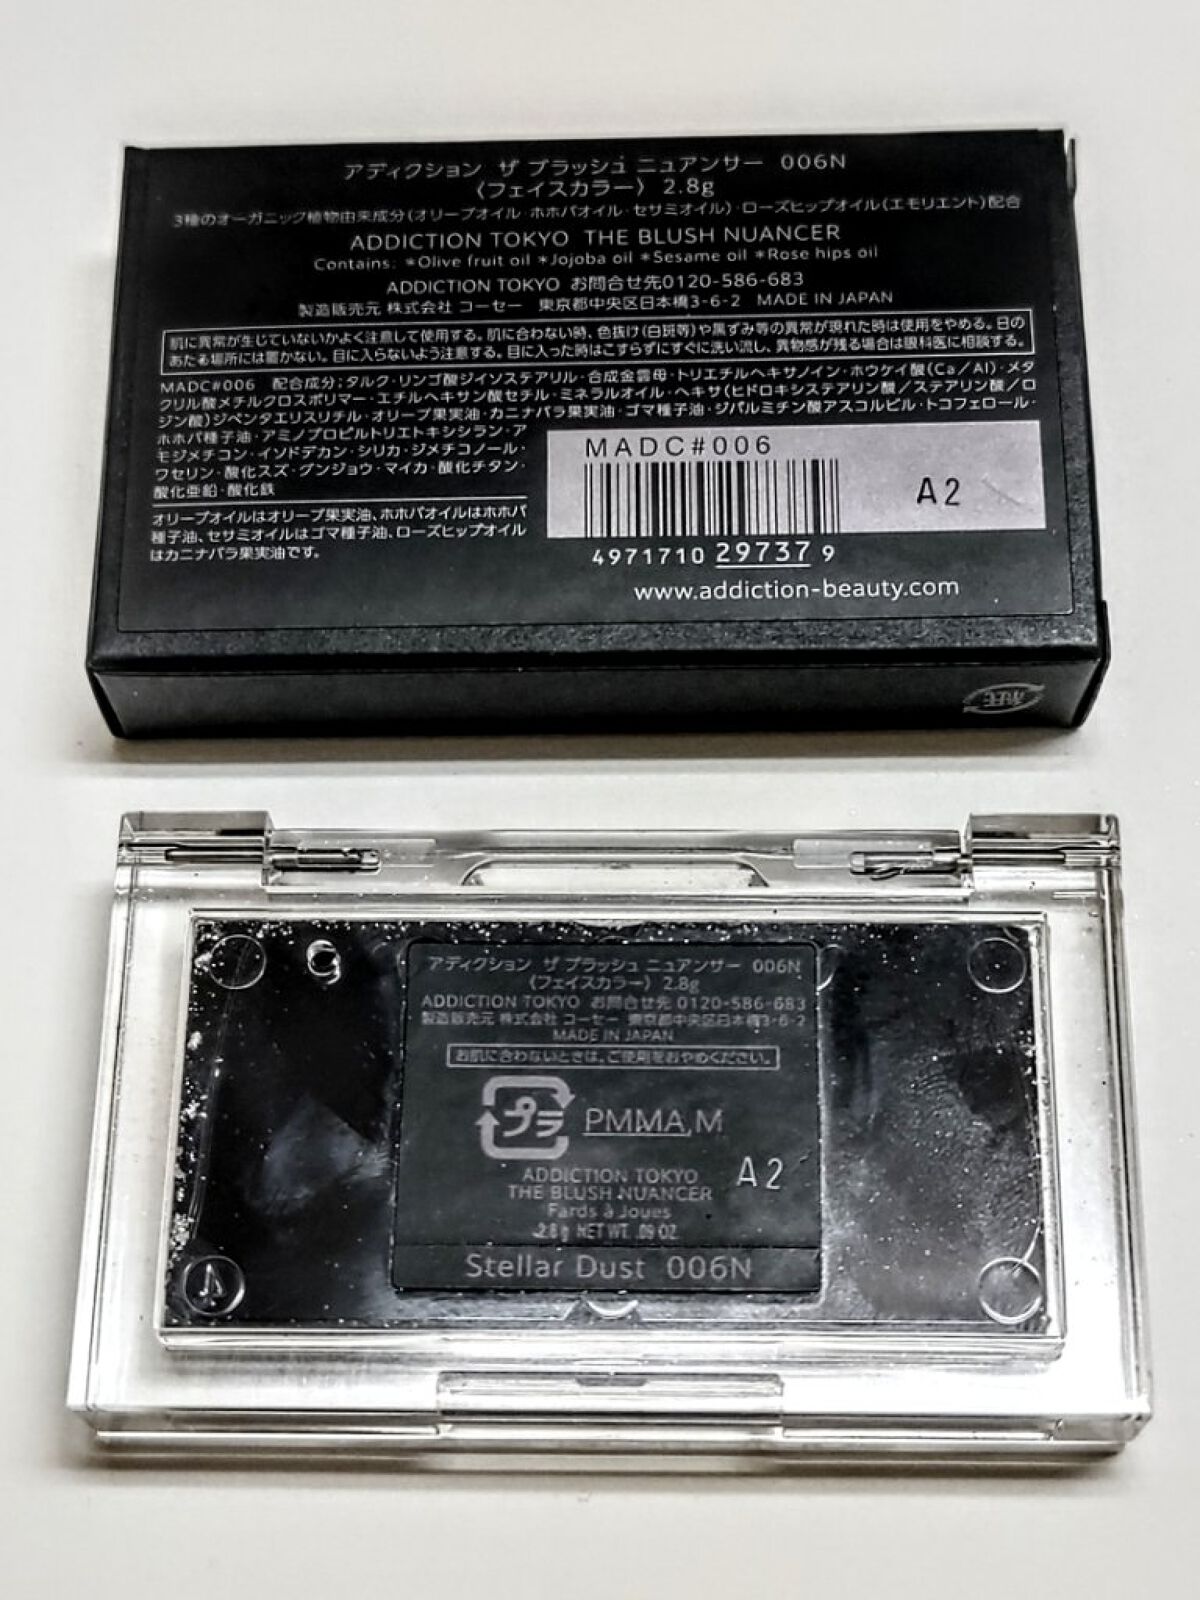 アディクション ザ ブラッシュ ニュアンサー 006N
〈フェイスカラー〉 2.8g
3種のオーガニック植物由来成分(オリーブオイル・ホホバオイル・セサミオイル)・ローズヒップオイル(エモリエント)配合
ADDICTION TOKYO THE BLUSH NUANCER
Contains: *Olive fruit oil *Jojoba oil *Sesame oil *Rose hips oil
ADDICTION TOKYO お問合せ先0120-586-683
製造販売元 株式会社 コーセー 東京都中央区日本橋3-6-2 MADE IN JAPAN
肌に異常が生じていないかよく注意して使用する。肌に合わない時、色抜け(白斑等)や黒ずみ等の異常が現れた時は使用をやめる。日の
あたる場所には置かない。目に入らないよう注意する。目に入った時はこすらずにすぐに洗い流し、異物感が残る場合は眼科医に相談する。
MADC#006 配合成分:タルク・リンゴ酸ジイソステアリル・合成金雲母・トリエチルヘキサノイン・ホウケイ酸(Ca/Al)・メタ
クリル酸メチルクロスポリマー・エチルヘキサン酸セチル・ミネラルオイル・ヘキサ(ヒドロキシステアリン酸/ステアリン酸/ロ
ジン酸)ジペンタエリスリチル・オリーブ果実油・カニナバラ果実油・ゴマ種子油・ジパルミチン酸アスコルビル・トコフェロール・
ホホバ種子油・アミノプロピルトリエトキシシラン・ア
モジメチコン・イソドデカン・シリカ・ジメチコノール・
ワセリン・酸化スズ・グンジョウ・マイカ・酸化チタン・
酸化亜鉛・酸化鉄
オリーブオイルはオリーブ果実油、ホホバオイルはホホバ
種子油、セサミオイルはゴマ種子油、ローズヒップオイル
はカニナバラ果実油です。
MADC#006
A2
4971710 29737 9
www.addiction-beauty.com
紙
アディクション ザ ブラッシュ ニュアンサー 006N
〈フェイスカラー〉 2.8g
ADDICTION TOKYO お問合せ先 0120-586-683
製造販売元 株式会社 コーセー 東京都中央区日本橋3-6-2
MADE IN JAPAN
お肌に合わないときは、ご使用をおやめください。
プラ PMMA,M
ADDICTION TOKYO A2
THE BLUSH NUANCER
Fards à Joues
2.8g NET WT. .09 OZ.
Stellar Dust 006N